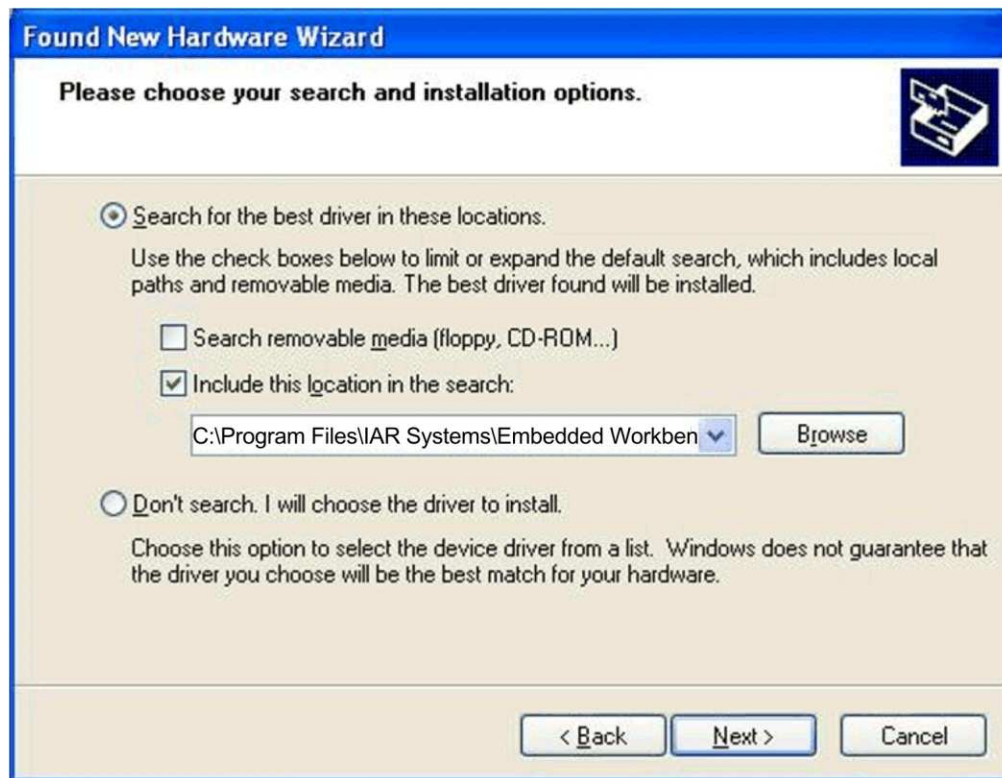 Found New Hardware Wizard
Please choose your search and installation options.
Search for the best driver in these locations.
Use the check boxes below to limit or expand the default search, which includes local
paths and removable media. The best driver found will be installed.
Search removable media (floppy, CD-ROM...)
Include this location in the search:
C:\Program Files\IAR Systems\Embedded Workben
Browse
Don't search. I will choose the driver to install.
Choose this option to select the device driver from a list. Windows does not guarantee that
the driver you choose will be the best match for your hardware.
< Back
Next >
Cancel